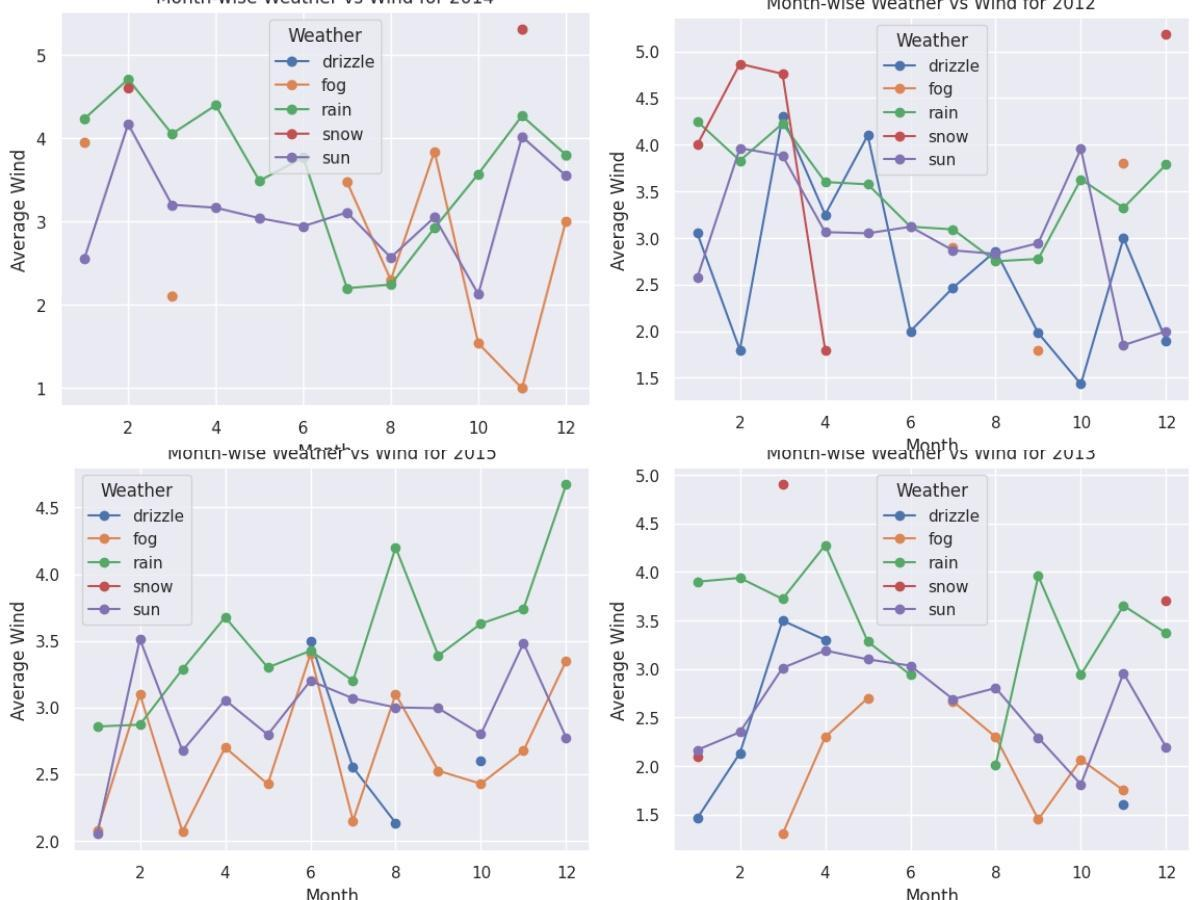 Month-wise Weather vs Wind for 2014
Weather
drizzle
fog
rain
snow
sun
5
4
3
2
1
Average Wind
2
4
6
8
10
12
Month
Month-wise Weather vs Wind for 2012
Weather
drizzle
fog
rain
snow
sun
5.0
4.5
4.0
3.5
3.0
2.5
2.0
1.5
Average Wind
2
4
6
8
10
12
Month
Month-wise Weather vs Wind for 2015
Weather
drizzle
fog
rain
snow
sun
4.5
4.0
3.5
3.0
2.5
2.0
Average Wind
2
4
6
8
10
12
Month
Month-wise Weather vs Wind for 2013
Weather
drizzle
fog
rain
snow
sun
5.0
4.5
4.0
3.5
3.0
2.5
2.0
1.5
Average Wind
2
4
6
8
10
12
Month